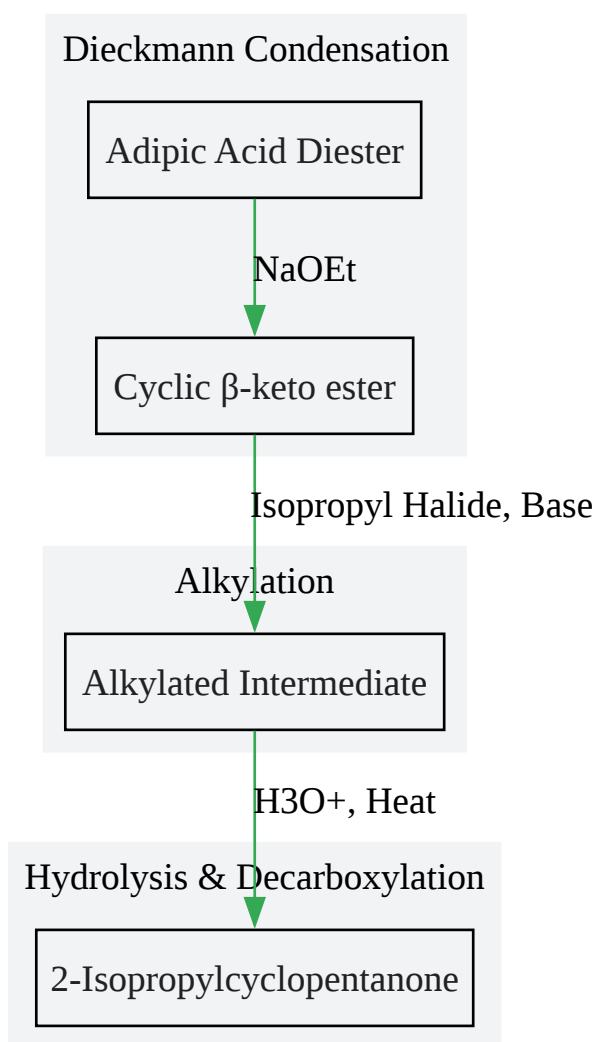 Dieckmann Condensation
Adipic Acid Diester
NaOEt
Cyclic β-keto ester
Isopropyl Halide, Base
Alkylation
Alkylated Intermediate
H3O+, Heat
Hydrolysis & Decarboxylation
2-Isopropylcyclopentanone